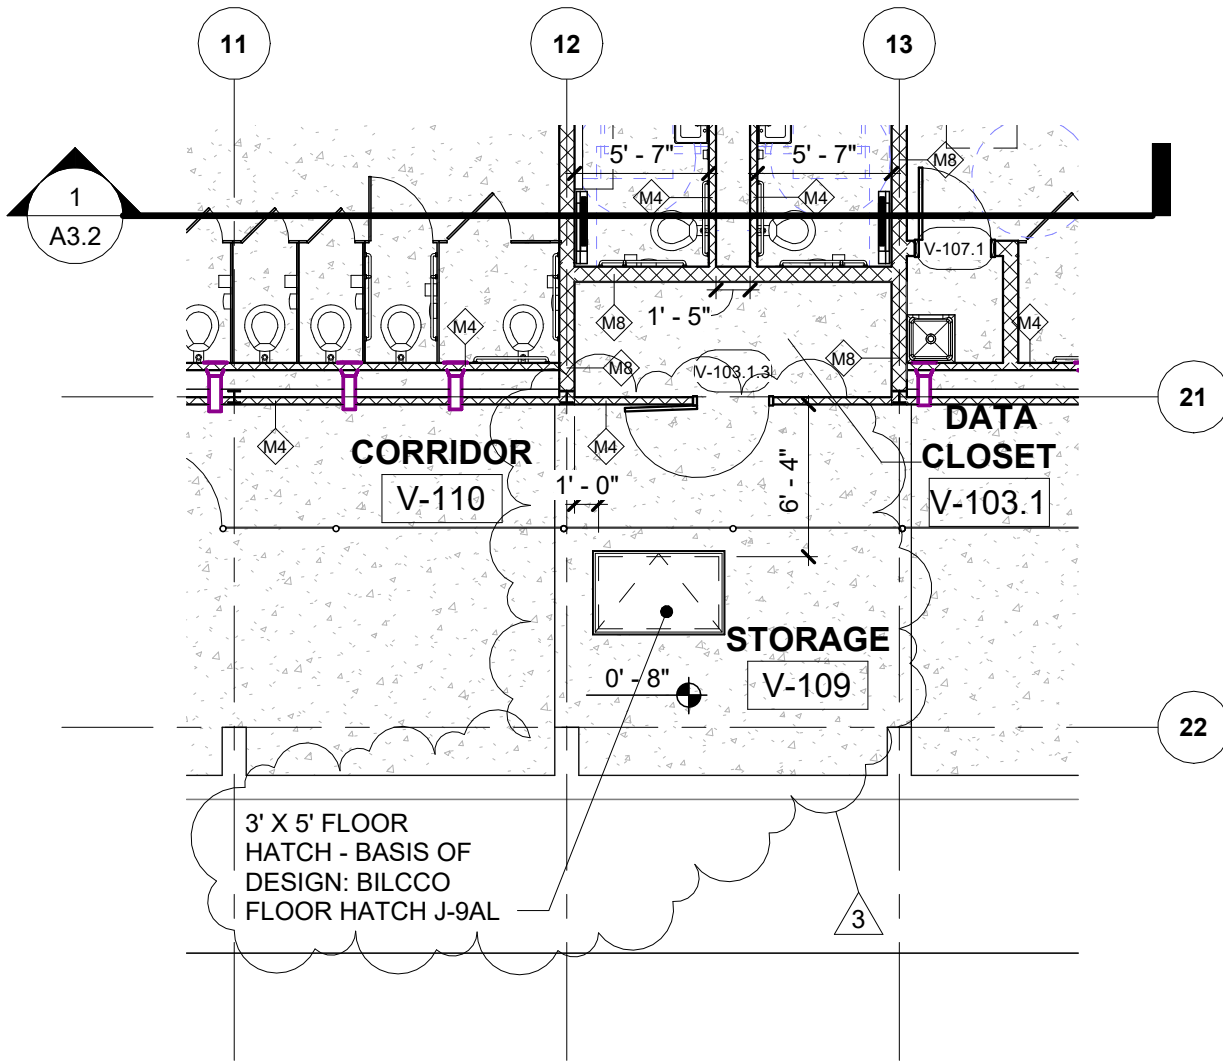 11
12
13
1
A3.2
5' - 7"
5' - 7"
M8
M4
M4
V-107.1
M8
1' - 5"
M4
M4
M8
V-103.1.3
M8
21
M4
CORRIDOR
V-110
M4
1' - 0"
6' - 4"
DATA
CLOSET
V-103.1
STORAGE
V-109
0' - 8"
22
3' X 5' FLOOR
HATCH - BASIS OF
DESIGN: BILCCO
FLOOR HATCH J-9AL
3